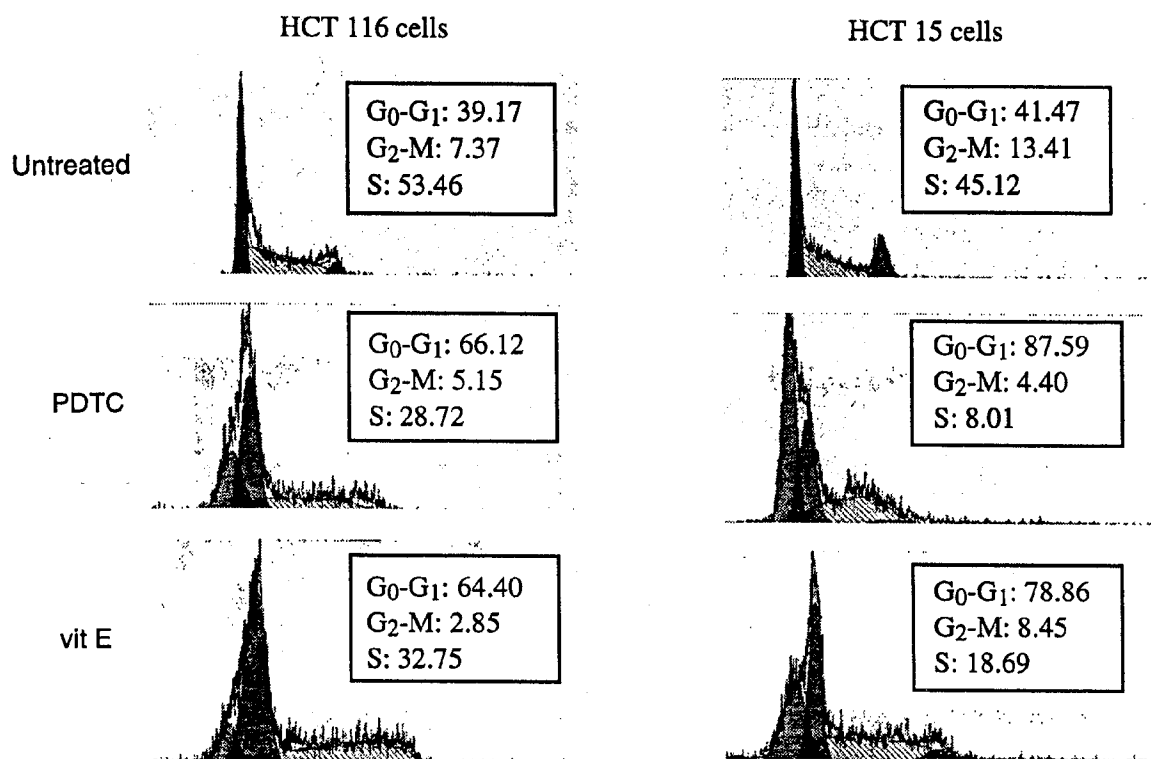 HCT 116 cells
HCT 15 cells
Untreated
G0-G1: 39.17
G2-M: 7.37
S: 53.46
G0-G1: 41.47
G2-M: 13.41
S: 45.12
PDTC
G0-G1: 66.12
G2-M: 5.15
S: 28.72
G0-G1: 87.59
G2-M: 4.40
S: 8.01
vit E
G0-G1: 64.40
G2-M: 2.85
S: 32.75
G0-G1: 78.86
G2-M: 8.45
S: 18.69